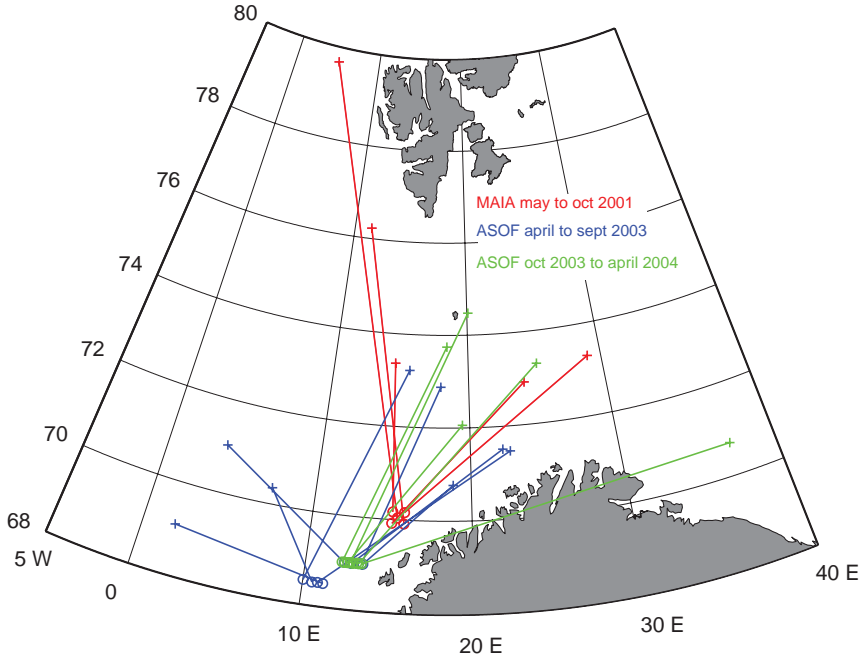 80
78
76
74
72
70
68
5 W
0
10 E
20 E
30 E
40 E
MAIA may to oct 2001
ASOF april to sept 2003
ASOF oct 2003 to april 2004